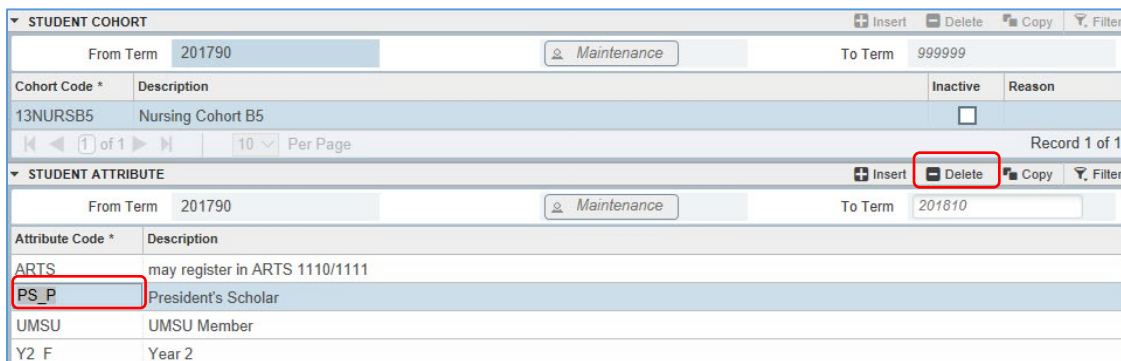 STUDENT COHORT Insert Delete Copy Filter
From Term 201790 Maintenance To Term 999999
Cohort Code * Description Inactive Reason
13NURSB5 Nursing Cohort B5
1 of 1 10 Per Page Record 1 of 1
STUDENT ATTRIBUTE Insert Delete Copy Filter
From Term 201790 Maintenance To Term 201810
Attribute Code * Description
ARTS may register in ARTS 1110/1111
PS_P President's Scholar
UMSU UMSU Member
Y2_F Year 2